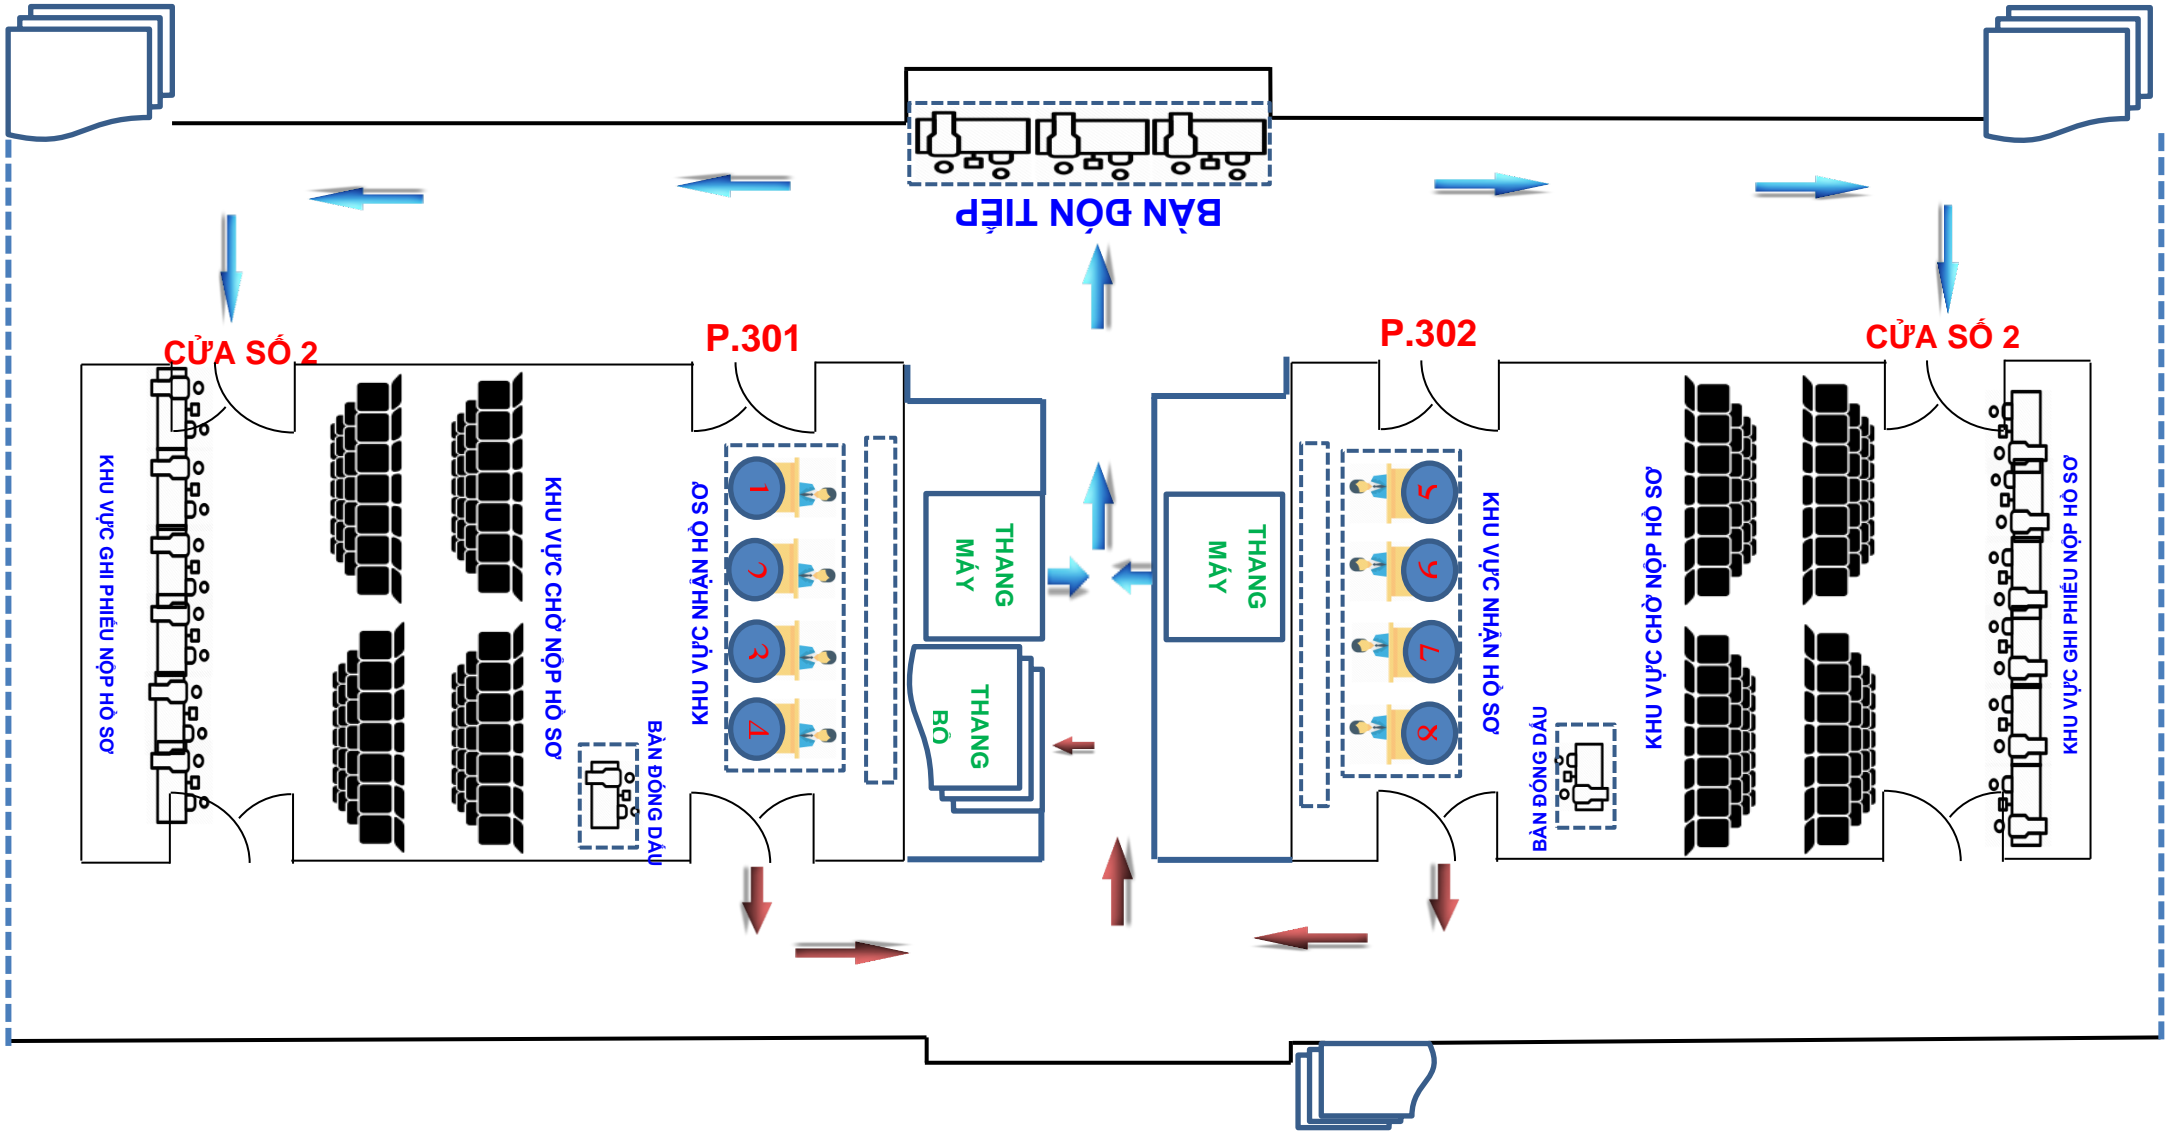 BÀN ĐÓN TIẾP
CỬA SỐ 2
P.301
P.302
CỬA SỐ 2
KHU VỰC GHI PHIẾU NỘP HỒ SƠ
KHU VỰC CHỜ NỘP HỒ SƠ
BÀN ĐÓNG DẤU
KHU VỰC NHẬN HỒ SƠ
1
2
3
4
THANG
MÁY
THANG
BỘ
THANG
MÁY
5
6
7
8
KHU VỰC NHẬN HỒ SƠ
BÀN ĐÓNG DẤU
KHU VỰC CHỜ NỘP HỒ SƠ
KHU VỰC GHI PHIẾU NỘP HỒ SƠ